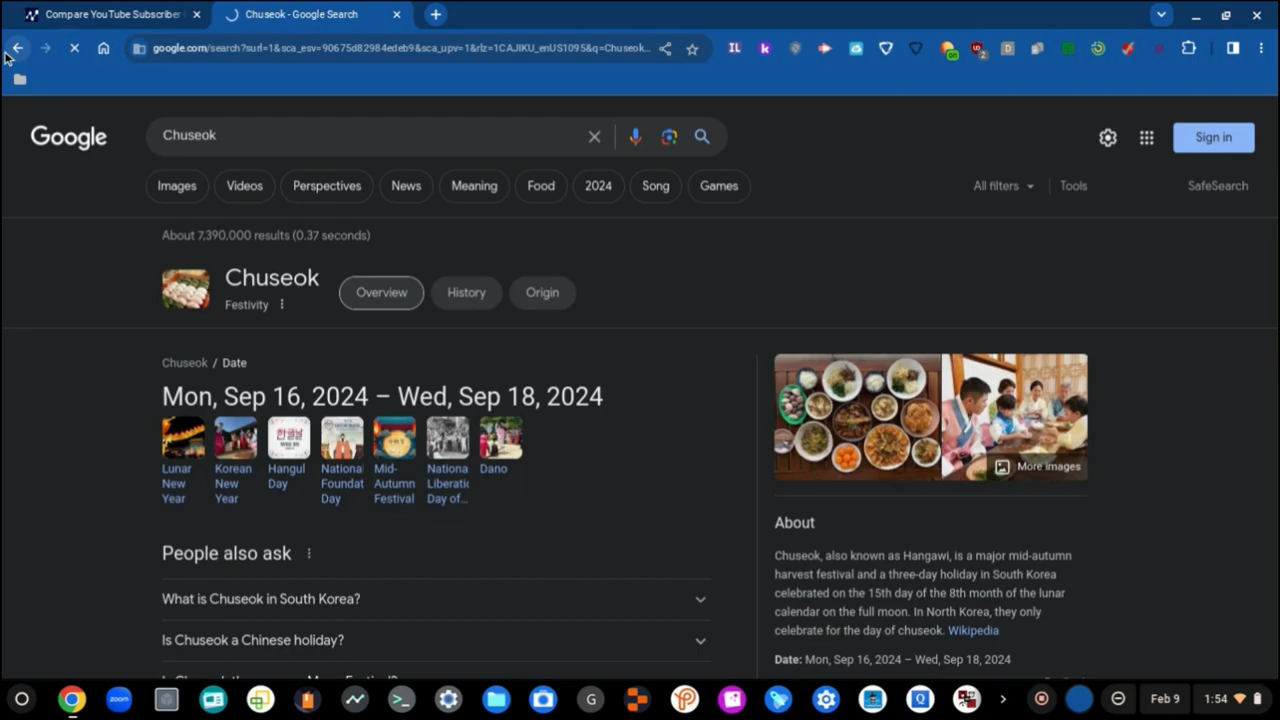 Compare YouTube Subscriber
Chuseok - Google Search
google.com/search?surf=1&sca_esv=90675d82984edeb9&sca_upv=1&rlz=1CAJIKU_enUS1095&q=Chuseok...
Google
Chuseok
Sign in
Images Videos Perspectives News Meaning Food 2024 Song Games
All filters Tools SafeSearch
About 7,390,000 results (0.37 seconds)
Chuseok
Festivity
Overview History Origin
Chuseok / Date
Mon, Sep 16, 2024 – Wed, Sep 18, 2024
Lunar New Year
Korean New Year
Hangul Day
National Foundat Day
Mid-Autumn Festival
Nationa Liberatic Day of...
Dano
More images
People also ask
What is Chuseok in South Korea?
Is Chuseok a Chinese holiday?
About
Chuseok, also known as Hangawi, is a major mid-autumn
harvest festival and a three-day holiday in South Korea
celebrated on the 15th day of the 8th month of the lunar
calendar on the full moon. In North Korea, they only
celebrate for the day of chuseok. Wikipedia
Date: Mon, Sep 16, 2024 – Wed, Sep 18, 2024
zoom
Feb 9
1:54